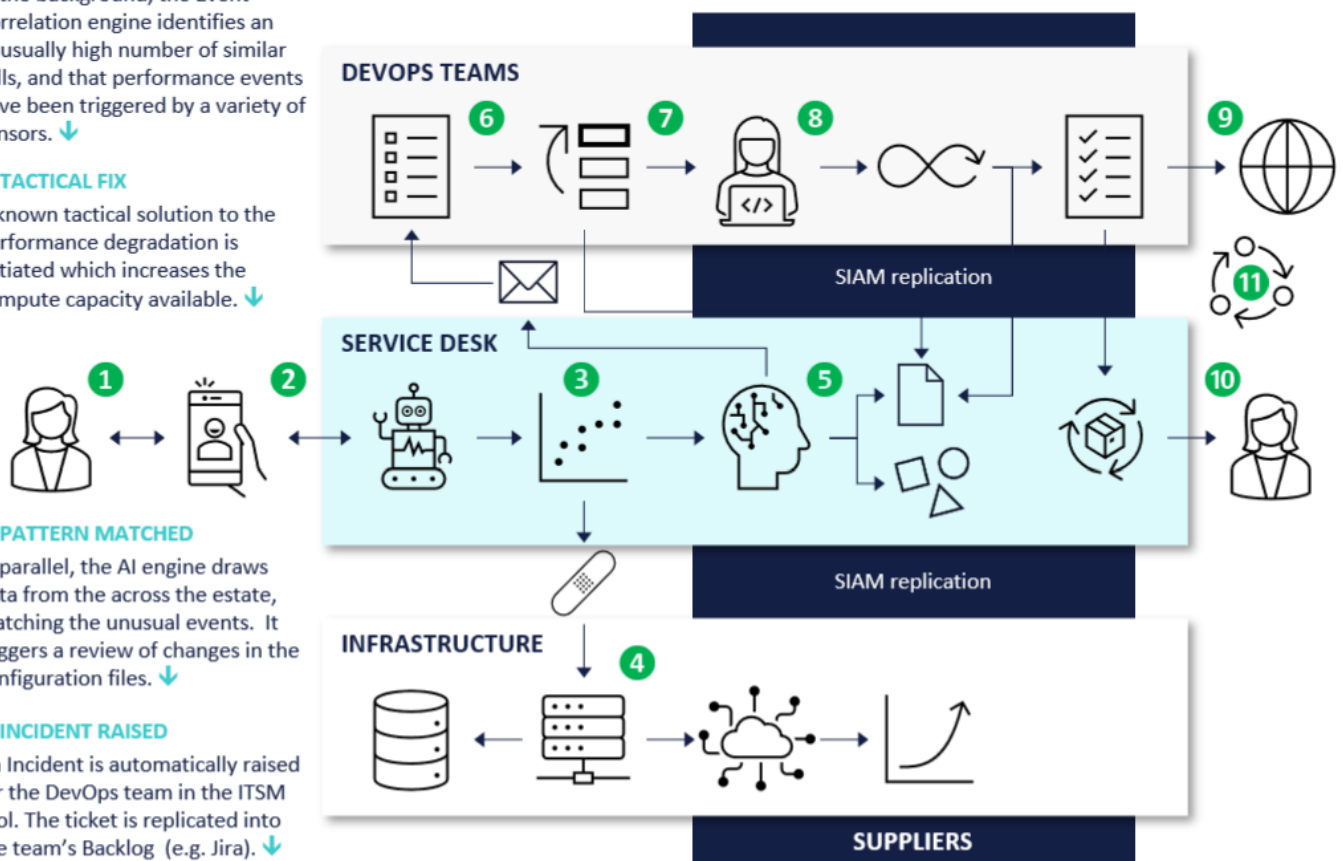 the background, the Event
rrelation engine identifies an
usually high number of similar
lls, and that performance events
ve been triggered by a variety of
nsors.
TACTICAL FIX
known tactical solution to the
rformance degradation is
tiated which increases the
mpute capacity available.
PATTERN MATCHED
parallel, the AI engine draws
ta from the across the estate,
atching the unusual events. It
ggers a review of changes in the
nfiguration files.
INCIDENT RAISED
Incident is automatically raised
r the DevOps team in the ITSM
ol. The ticket is replicated into
e team's Backlog (e.g. Jira).
DEVOPS TEAMS
6
7
8
9
</>
SIAM replication
11
SERVICE DESK
1
2
3
5
10
SIAM replication
INFRASTRUCTURE
4
SUPPLIERS